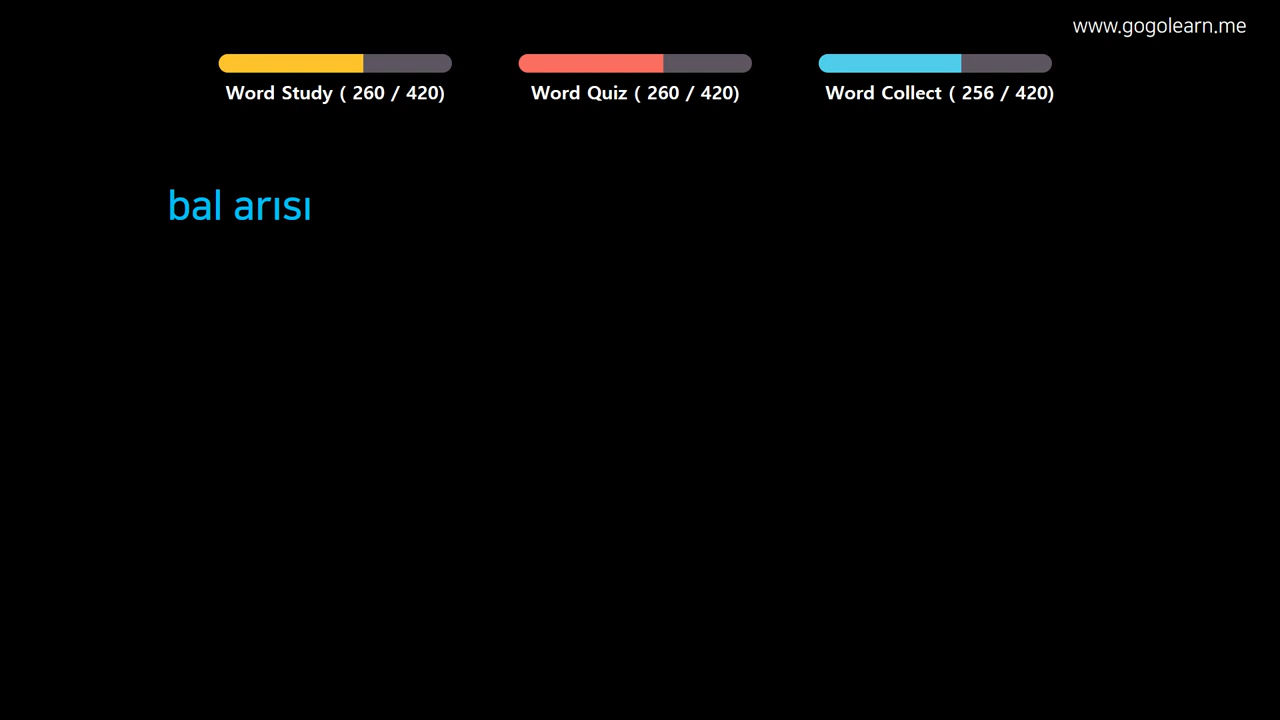 www.gogolearn.me
Word Study ( 260 / 420)
Word Quiz ( 260 / 420)
Word Collect ( 256 / 420)
bal arısı